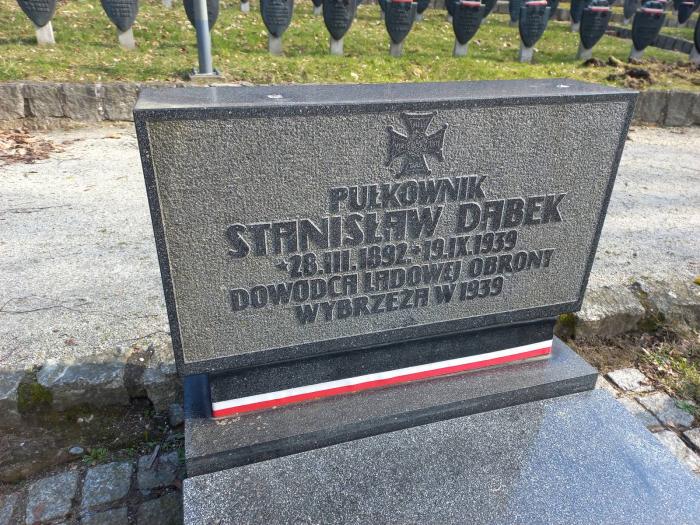 PUŁKOWNIK
STANISŁAW DĄBEK
*28.III.1892 +19.IX.1939
DOWÓDCA LĄDOWEJ OBRONY
WYBRZEŻA W 1939